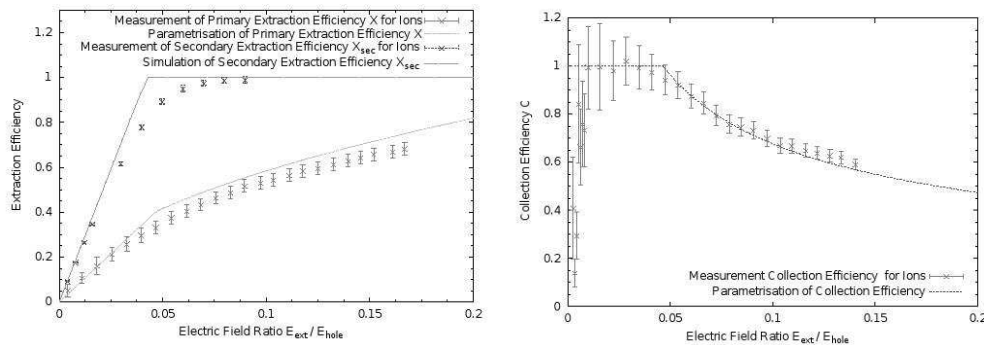 1.2
1
0.8
0.6
0.4
0.2
0
Extraction Efficiency
Measurement of Primary Extraction Efficiency X for Ions
Parametrisation of Primary Extraction Efficiency X
Measurement of Secondary Extraction Efficiency Xsec for Ions
Simulation of Secondary Extraction Efficiency Xsec
0 0.05 0.1 0.15 0.2
Electric Field Ratio Eext / Ehole
1.2
1
0.8
0.6
0.4
0.2
0
Collection Efficiency C
Measurement Collection Efficiency for Ions
Parametrisation of Collection Efficiency
0 0.05 0.1 0.15 0.2
Electric Field Ratio Eext / Ehole